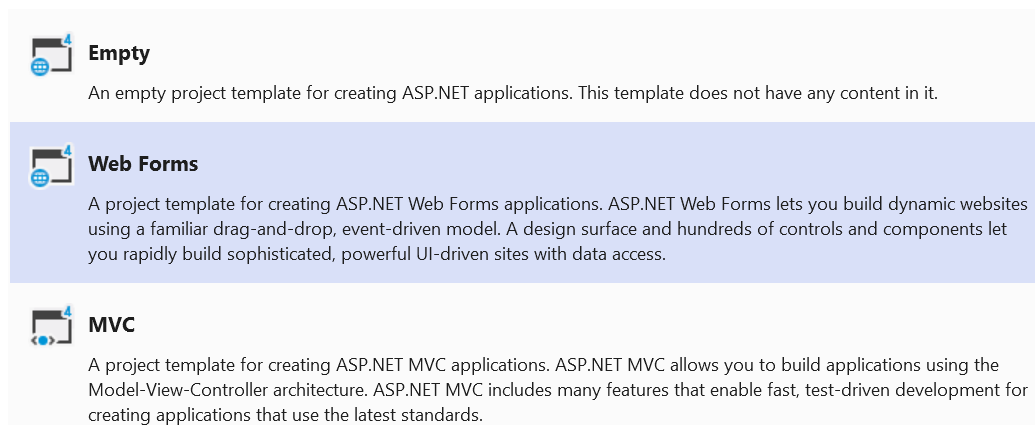 4
Empty
An empty project template for creating ASP.NET applications. This template does not have any content in it.
4
Web Forms
A project template for creating ASP.NET Web Forms applications. ASP.NET Web Forms lets you build dynamic websites
using a familiar drag-and-drop, event-driven model. A design surface and hundreds of controls and components let
you rapidly build sophisticated, powerful UI-driven sites with data access.
4
MVC
A project template for creating ASP.NET MVC applications. ASP.NET MVC allows you to build applications using the
Model-View-Controller architecture. ASP.NET MVC includes many features that enable fast, test-driven development for
creating applications that use the latest standards.